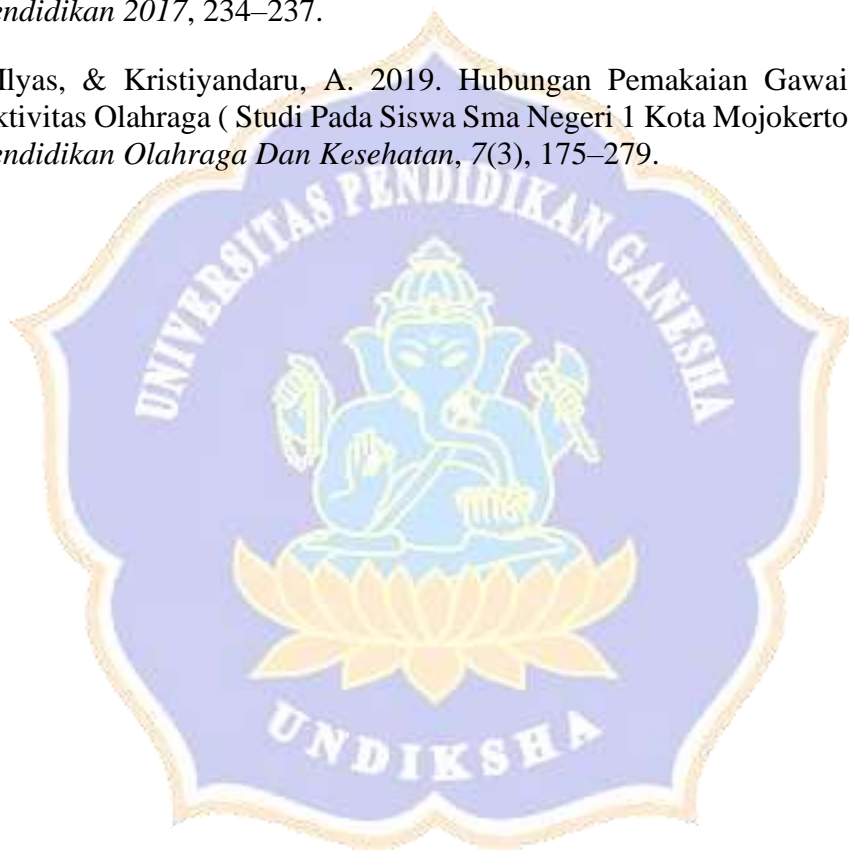 endidikan 2017, 234–237.
Ilyas, & Kristiyandaru, A. 2019. Hubungan Pemakaian Gawai
ktivitas Olahraga ( Studi Pada Siswa Sma Negeri 1 Kota Mojokerto
endidikan Olahraga Dan Kesehatan, 7(3), 175–279.
UNIVERSITAS PENDIDIKAN GANESHA
UNDIKSHA